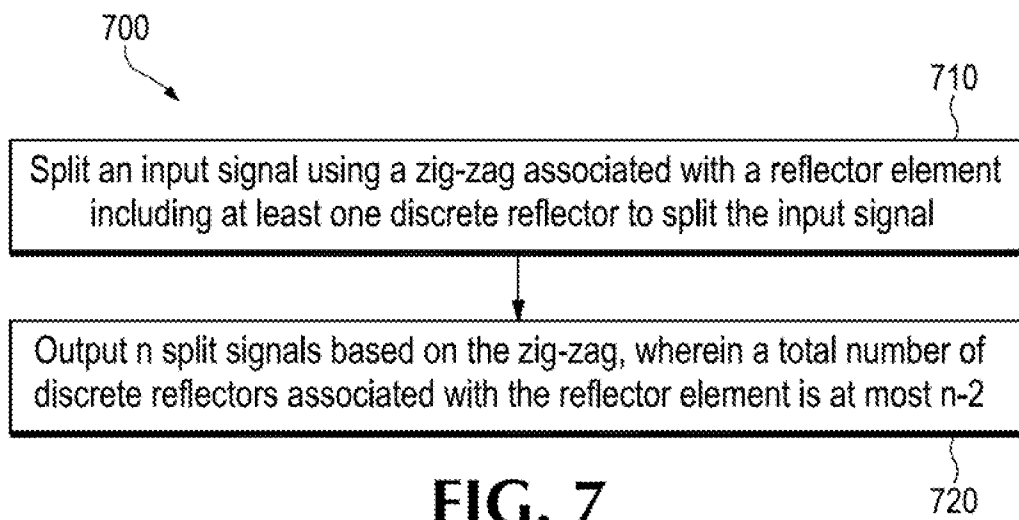 700
710
Split an input signal using a zig-zag associated with a reflector element
including at least one discrete reflector to split the input signal
Output n split signals based on the zig-zag, wherein a total number of
discrete reflectors associated with the reflector element is at most n-2
720
FIG. 7